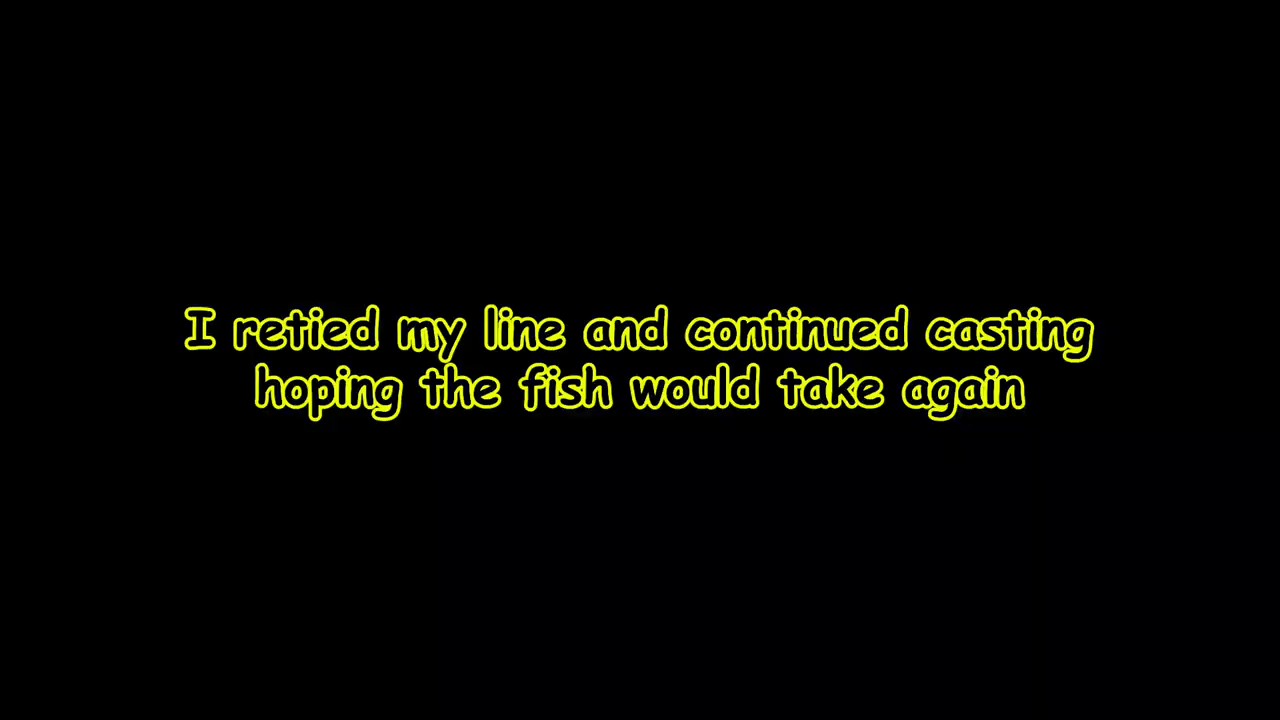 I retied my line and continued casting
hoping the fish would take again